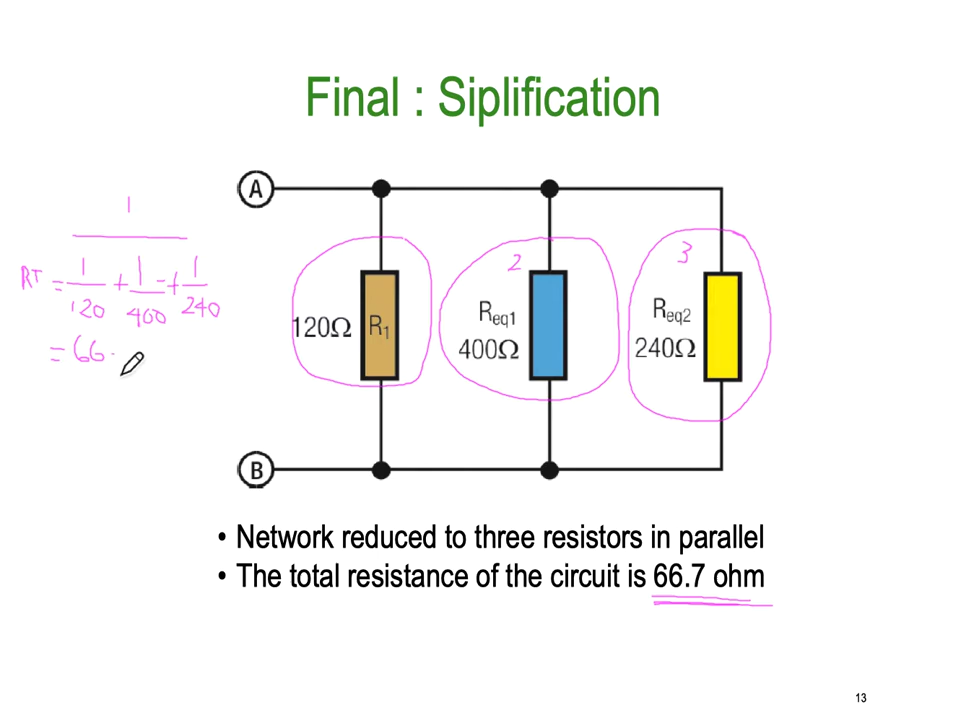 Final : Siplification
A
1
RT = 1/120 + 1/400 + 1/240
= 66.
120Ω R1
2
Req1
400Ω
3
Req2
240Ω
B
• Network reduced to three resistors in parallel
• The total resistance of the circuit is 66.7 ohm
13